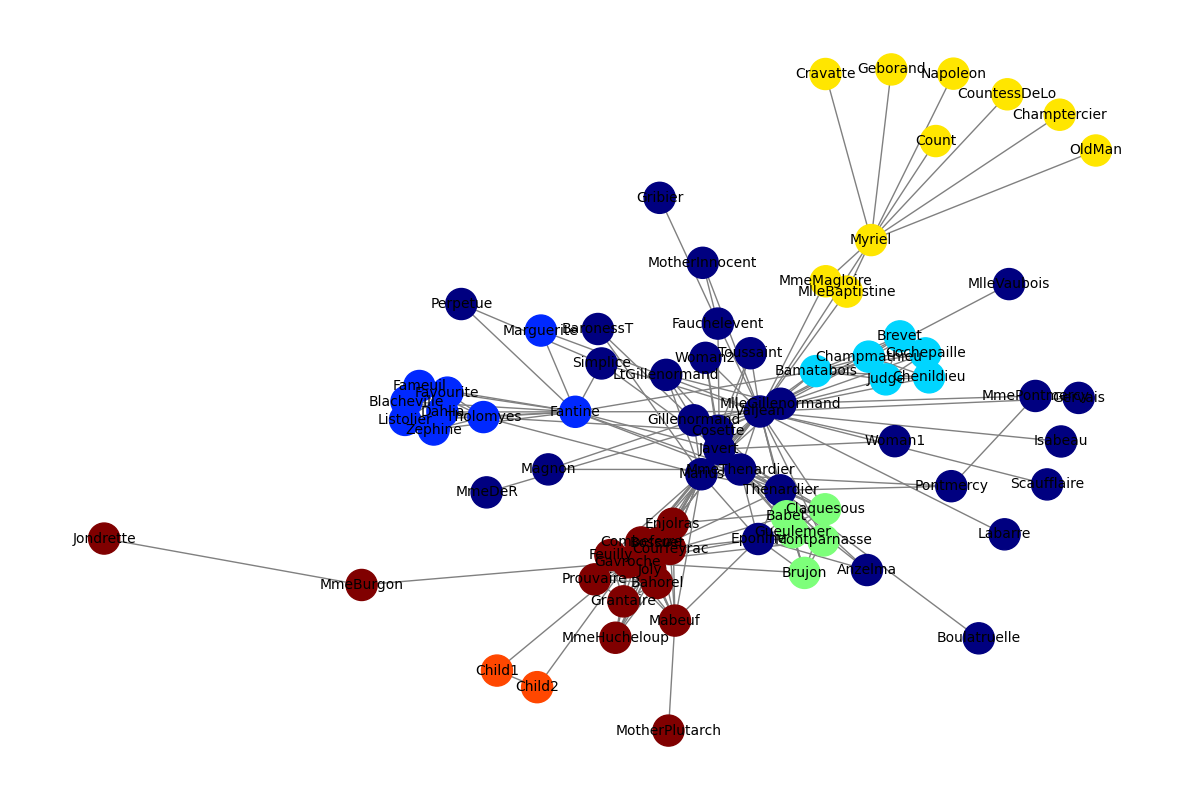 Cravatte
Geborand
Napoleon
CountessDeLo
Champtercier
Count
OldMan
Gribier
Myriel
MotherInnocent
MmeMagloire
MlleBaptistine
MlleVaubois
Perpetue
Marguerite
BaronessT
Fauchelevent
Brevet
Simplice
Woman2
Toussaint
Champmathieu
Cochepaille
LtGillenormand
Bamatabois
Judge
Chenildieu
Fameuil
Favourite
Blacheville
Dahlia
Listolier
Zephine
Tholomyes
Fantine
Gillenormand
MlleGillenormand
Valjean
MmePontmercy
Gervais
Cosette
Javert
Woman1
Isabeau
Magnon
Marius
MmeThenardier
MmeDeR
Thenardier
Pontmercy
Scaufflaire
Claquesous
Babet
Gueulemer
Montparnasse
Enjolras
Eponine
Labarre
Jondrette
Combeferre
Bossuet
Courfeyrac
Feuilly
Gavroche
Joly
Brujon
Anzelma
MmeBurgon
Prouvaire
Bahorel
Grantaire
Mabeuf
MmeHucheloup
Boulatruelle
Child1
Child2
MotherPlutarch